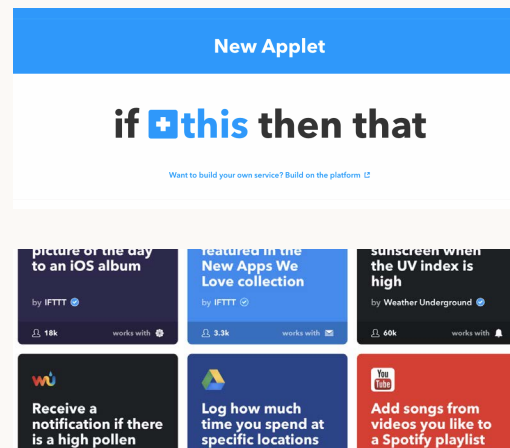 New Applet
if this then that
Want to build your own service? Build on the platform
picture of the day
to an iOS album
by IFTTT
18k works with
featured in the
New Apps We
Love collection
by IFTTT
3.3k works with
sunscreen when
the UV index is
high
by Weather Underground
60k works with
wu
Receive a
notification if there
is a high pollen
Log how much
time you spend at
specific locations
You
Tube
Add songs from
videos you like to
a Spotify playlist